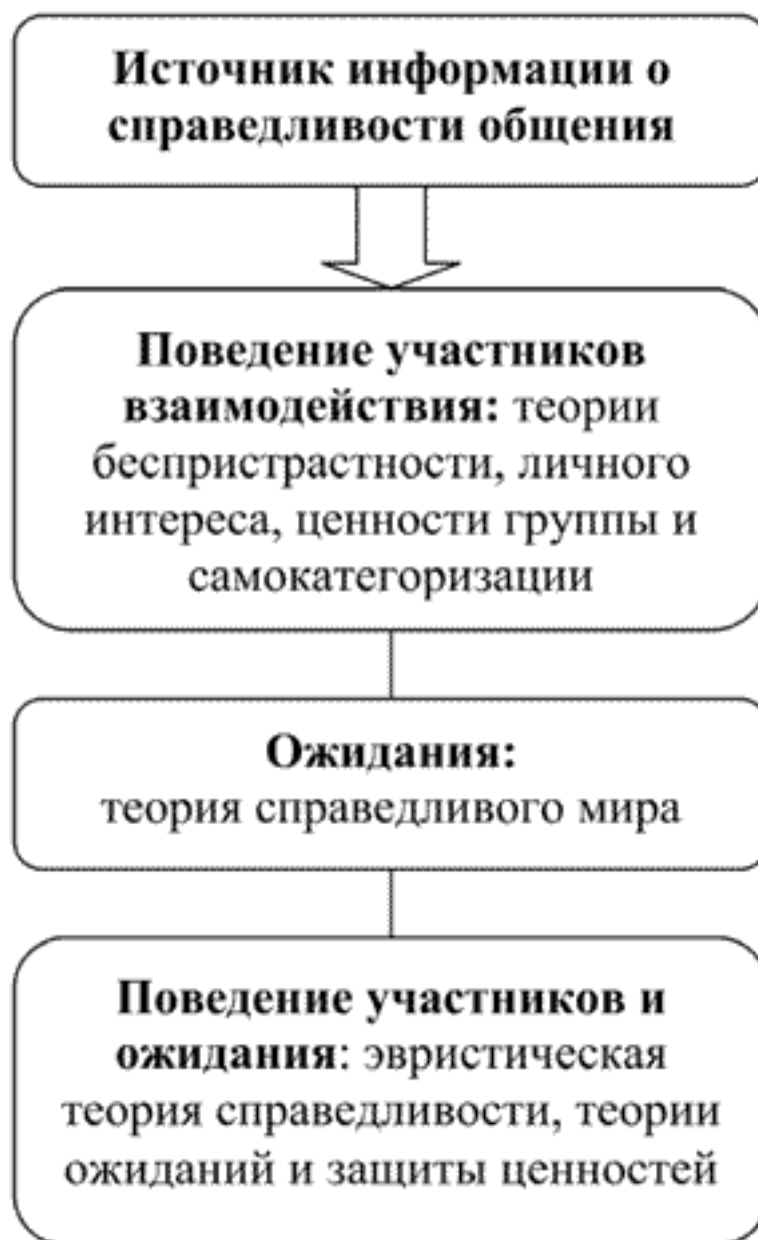 Источник информации о
справедливости общения
Поведение участников
взаимодействия: теории
беспристрастности, личного
интереса, ценности группы и
самокатегоризации
Ожидания:
теория справедливого мира
Поведение участников и
ожидания: эвристическая
теория справедливости, теории
ожиданий и защиты ценностей